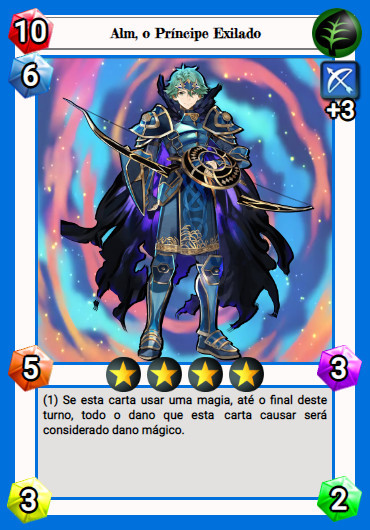 10
Alm, o Príncipe Exilado
6
+3
5
3
(1) Se esta carta usar uma magia, até o final deste
turno, todo o dano que esta carta causar será
considerado dano mágico.
3
2